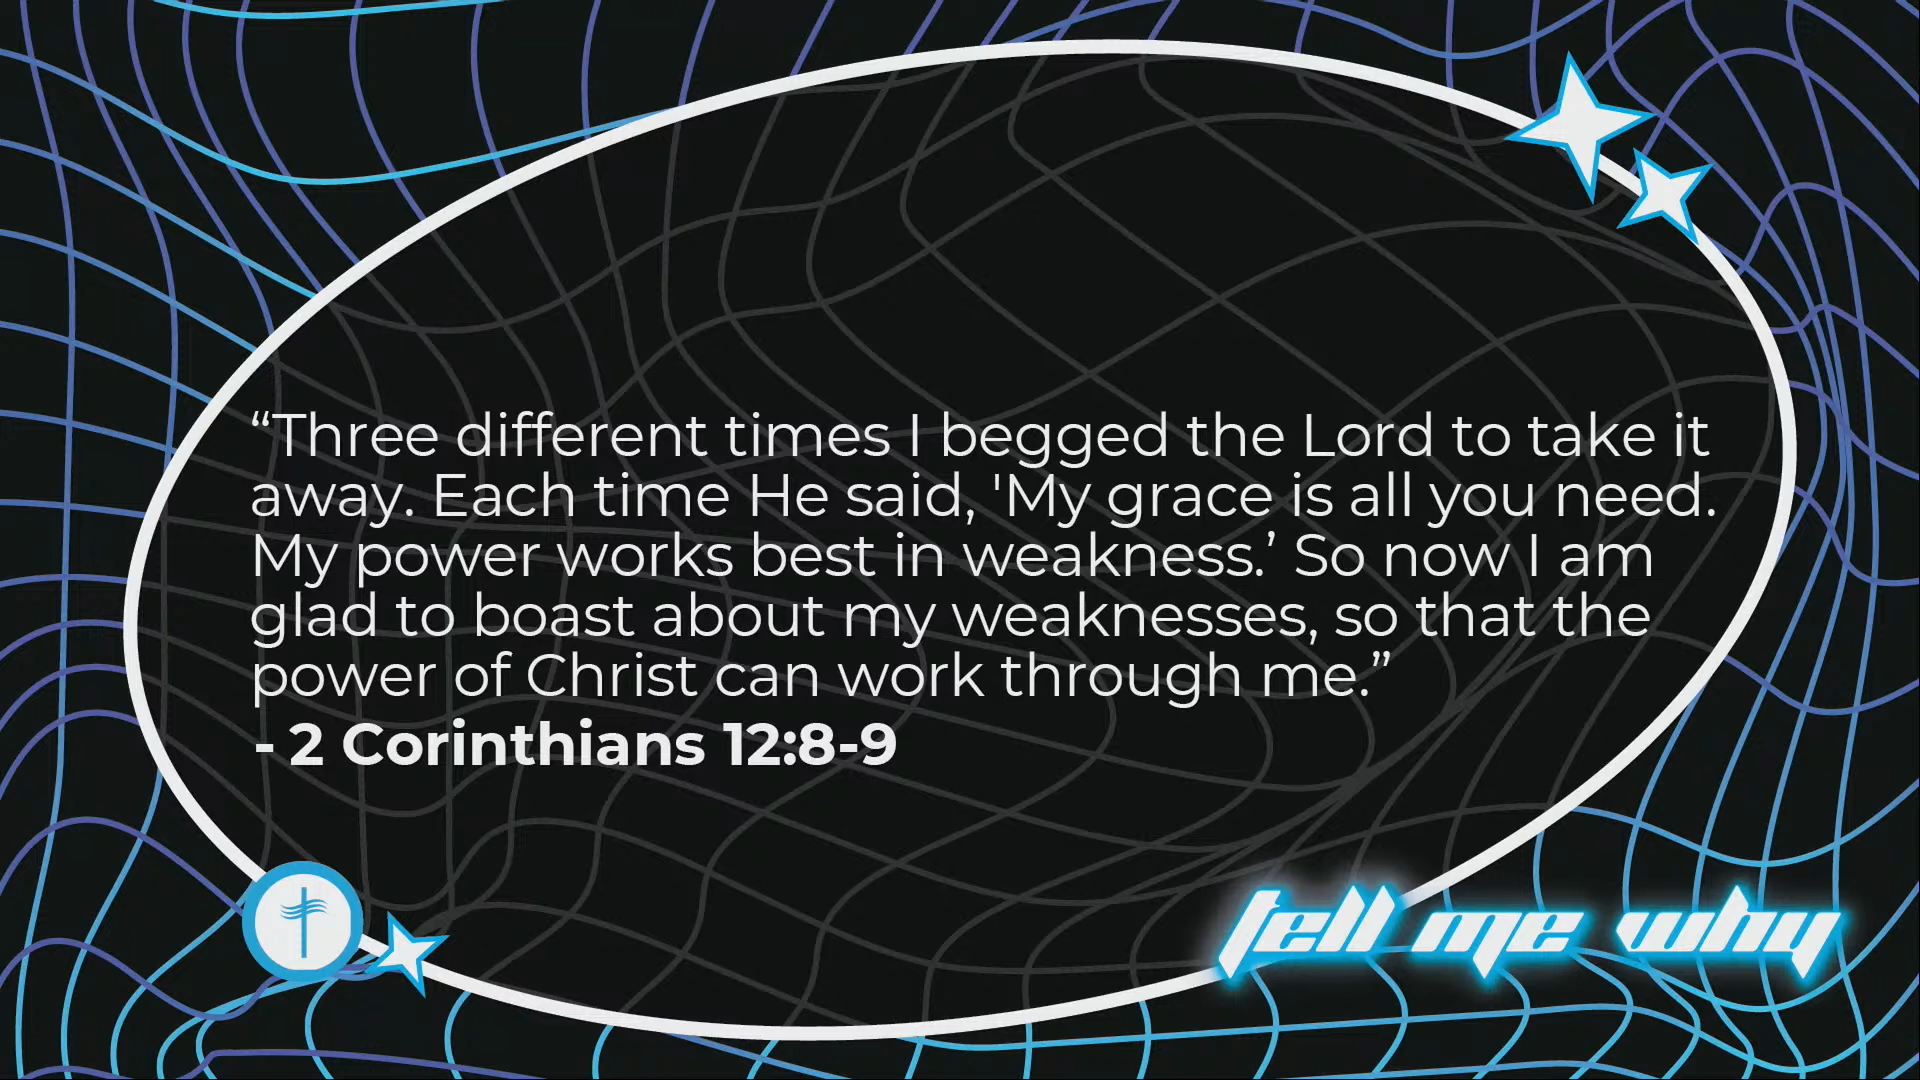 “Three different times I begged the Lord to take it
away. Each time He said, 'My grace is all you need.
My power works best in weakness.’ So now I am
glad to boast about my weaknesses, so that the
power of Christ can work through me.”
- 2 Corinthians 12:8-9
tell me why